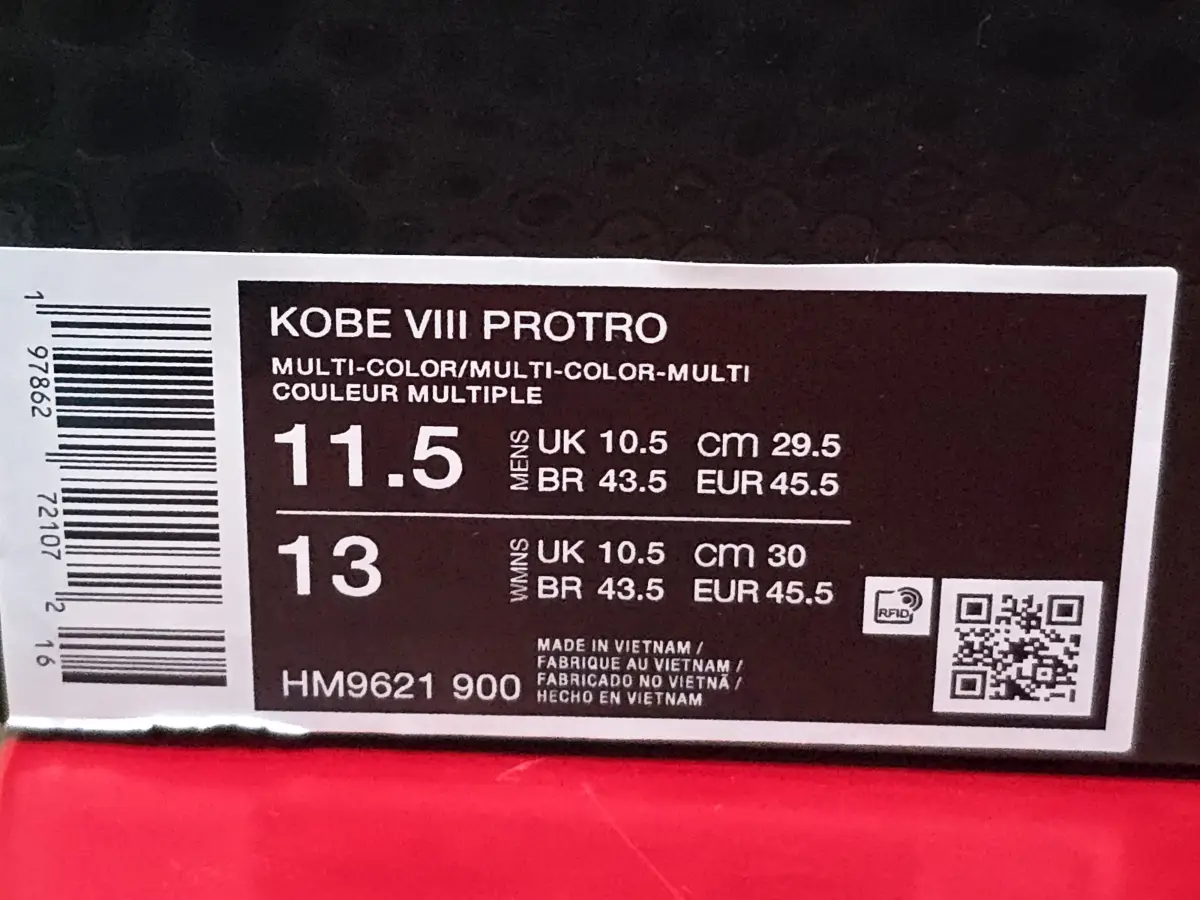 1 97862 72107 2 16
KOBE VIII PROTRO
MULTI-COLOR/MULTI-COLOR-MULTI
COULEUR MULTIPLE
11.5 MENS UK 10.5 cm 29.5
BR 43.5 EUR 45.5
13 WMNS UK 10.5 cm 30
BR 43.5 EUR 45.5
HM9621 900
MADE IN VIETNAM /
FABRIQUE AU VIETNAM /
FABRICADO NO VIETNÃ /
HECHO EN VIETNAM
RFID